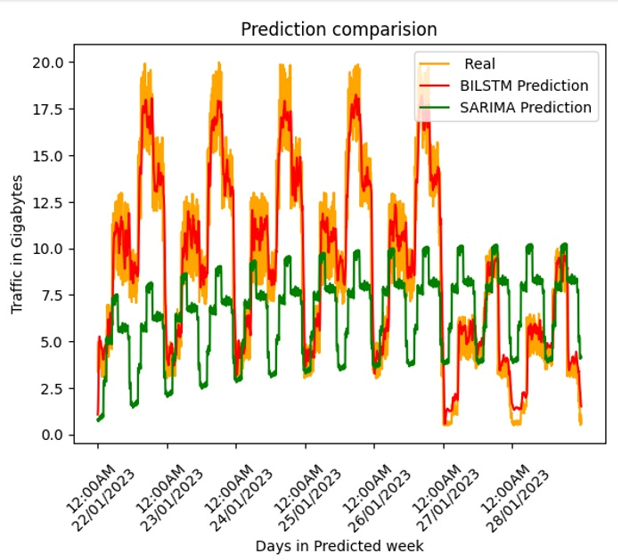 Prediction comparision
Real
BILSTM Prediction
SARIMA Prediction
Traffic in Gigabytes
20.0
17.5
15.0
12.5
10.0
7.5
5.0
2.5
0.0
12:00AM
22/01/2023
12:00AM
23/01/2023
12:00AM
24/01/2023
12:00AM
25/01/2023
12:00AM
26/01/2023
12:00AM
27/01/2023
12:00AM
28/01/2023
Days in Predicted week